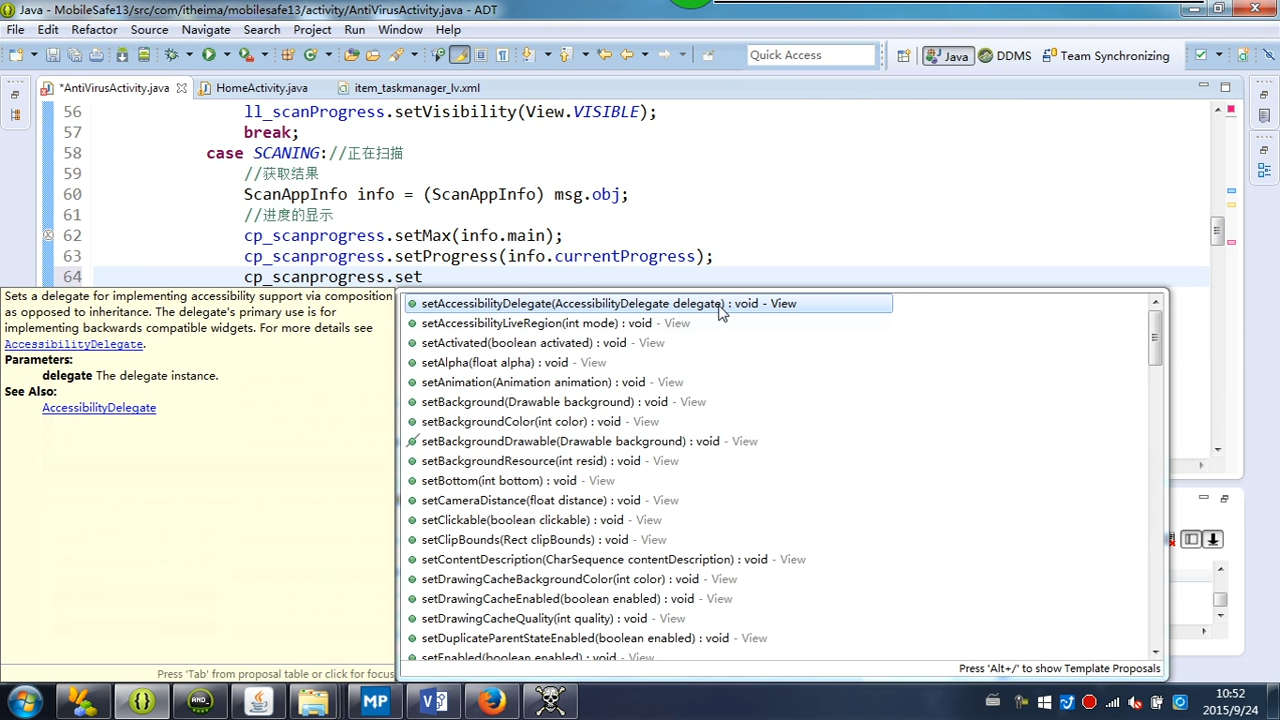 Java - MobileSafe13/src/com/itheima/mobilesafe13/activity/AntiVirusActivity.java - ADT
File Edit Refactoring Source Navigate Search Project Run Window Help
Quick Access
Java
DDMS
Team Synchronizing
*AntiVirusActivity.java
HomeActivity.java
item_taskmanager_lv.xml
56 ll_scanProgress.setVisibility(View.VISIBLE);
57 break;
58 case SCANING://正在扫描
59 //获取结果
60 ScanAppInfo info = (ScanAppInfo) msg.obj;
61 //进度的显示
62 cp_scanprogress.setMax(info.main);
63 cp_scanprogress.setProgress(info.currentProgress);
64 cp_scanprogress.set
Sets a delegate for implementing accessibility support via composition
as opposed to inheritance. The delegate's primary use is for
implementing backwards compatible widgets. For more details see
AccessibilityDelegate.
Parameters:
delegate The delegate instance.
See Also:
AccessibilityDelegate
Press 'Tab' from proposal table or click for focus
setAccessibilityDelegate(AccessibilityDelegate delegate) : void - View
setAccessibilityLiveRegion(int mode) : void - View
setActivated(boolean activated) : void - View
setAlpha(float alpha) : void - View
setAnimation(Animation animation) : void - View
setBackground(Drawable background) : void - View
setBackgroundColor(int color) : void - View
setBackgroundDrawable(Drawable background) : void - View
setBackgroundResource(int resid) : void - View
setBottom(int bottom) : void - View
setCameraDistance(float distance) : void - View
setClickable(boolean clickable) : void - View
setClipBounds(Rect clipBounds) : void - View
setContentDescription(CharSequence contentDescription) : void - View
setDrawingCacheBackgroundColor(int color) : void - View
setDrawingCacheEnabled(boolean enabled) : void - View
setDrawingCacheQuality(int quality) : void - View
setDuplicateParentStateEnabled(boolean enabled) : void - View
setEnabled(boolean enabled) : void - View
Press 'Alt+/' to show Template Proposals
MP
10:52
2015/9/24